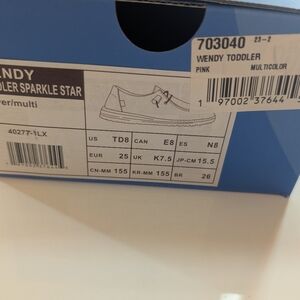 703040 23-2
WENDY TODDLER
PINK MULTICOLOR
1 97002 37644
NDY
DLER SPARKLE STAR
er/multi
40277-1LX
US TD8 CAN E8 ES N8
EUR 25 UK K7.5 JP-CM 15.5
CN-MM 155 KR-MM 155 BR 26